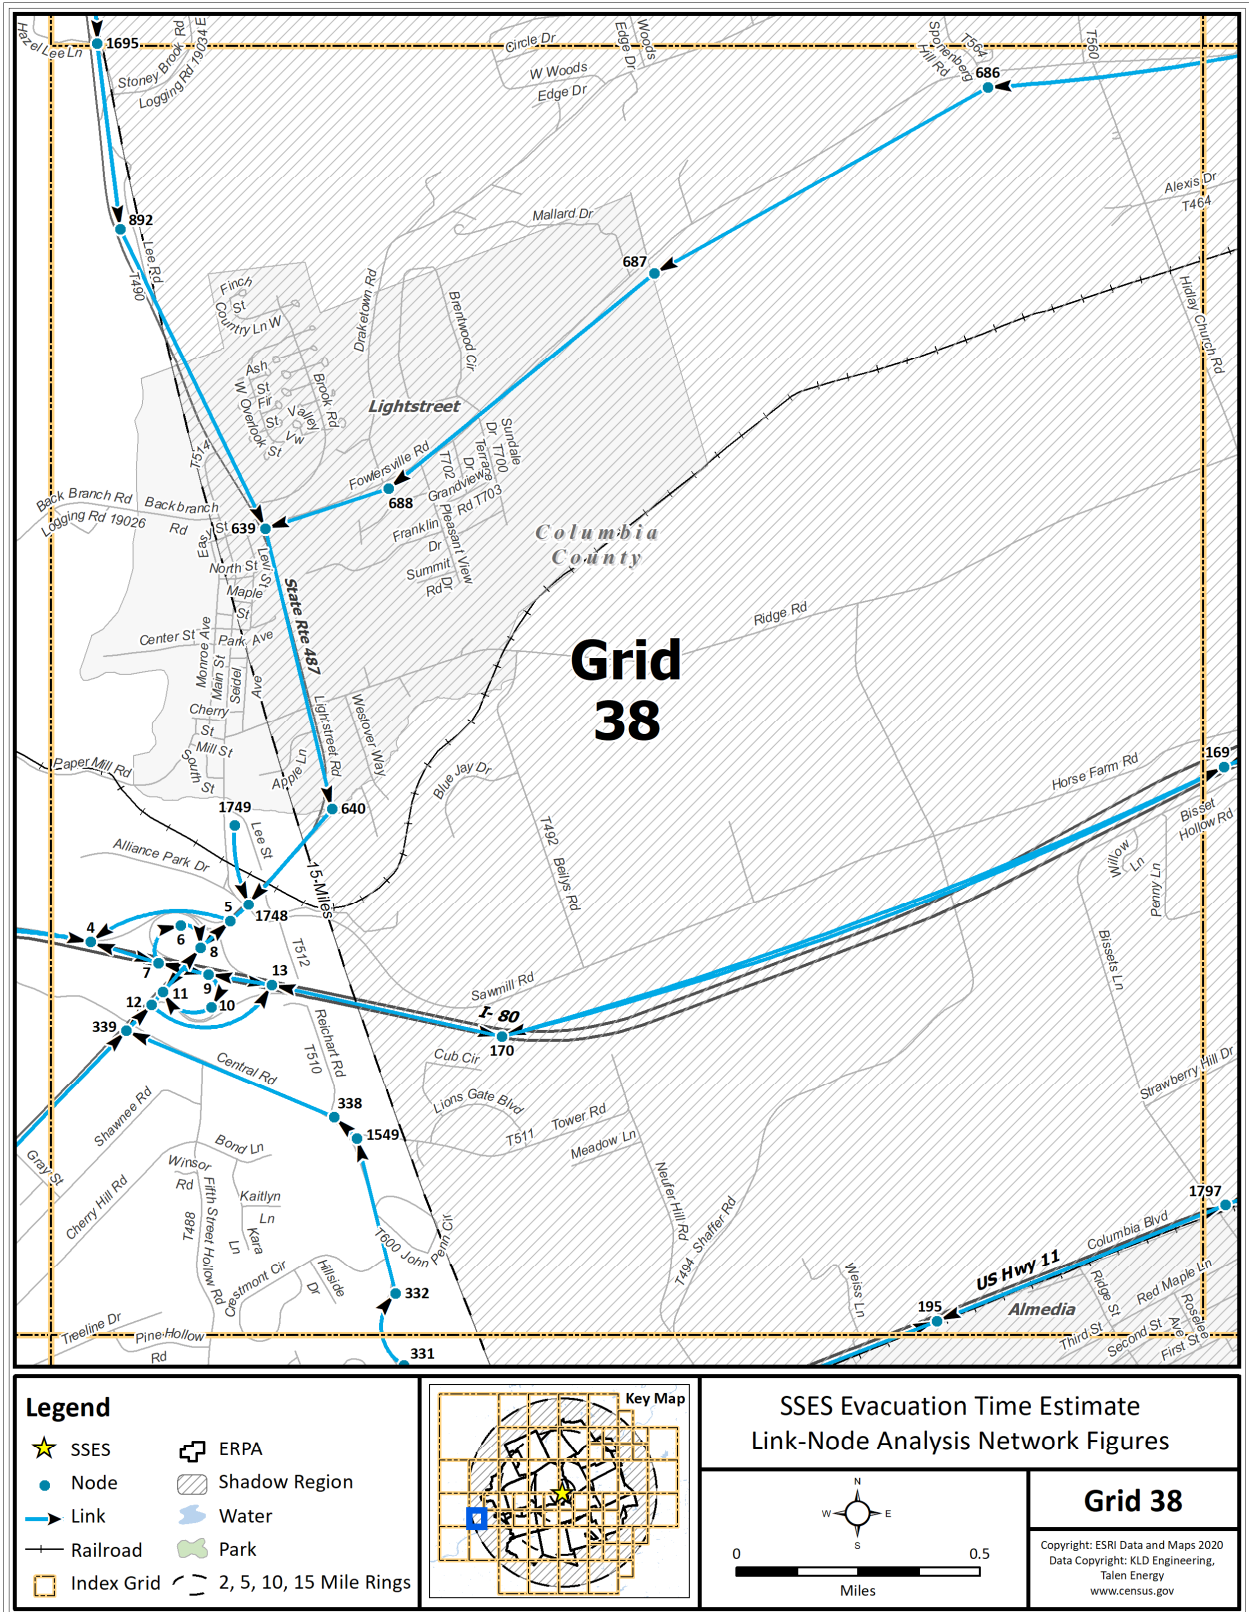 Hazel Lee Ln
1695
Stoney Brook Rd
Logging Rd 19034 E
Circle Dr
W Woods
Edge Dr
Woods
Edge Dr
Sponenberg
Hill Rd
T564
T560
686
Alexis Dr
T464
892
Lee Rd
T490
Mallard Dr
687
Hidlay Church Rd
Finch
St
Country Ln W
Draketown Rd
Brentwood Cir
Ash
St
Fir
St
W Overlook
St
Valley
Vw
Brook Rd
Lightstreet
T514
Fowlersville Rd
Sundale
Dr T700
Terrace
Dr
T702
Grandview
Rd T703
688
Back Branch Rd
Logging Rd 19026
Backbranch
Rd
Easy St
639
Franklin
Dr
Pleasant View
Dr
Summit
Rd
Columbia
County
North St
Levi St
Maple
St
State Rte 487
Center St
Park Ave
Monroe Ave
Main St
Seidel
Ave
Ridge Rd
Grid
38
Cherry
St
Mill St
South St
Lightstreet Rd
Westover Way
Apple Ln
Blue Jay Dr
Paper Mill Rd
169
Horse Farm Rd
Bisset
Hollow Rd
1749
640
Lee St
T492
Beilys Rd
Willow
Ln
Penny Ln
Alliance Park Dr
15-Miles
5
1748
4
6
8
7
T512
13
9
11
10
12
339
Sawmill Rd
I- 80
170
Bissets Ln
Reichart Rd
T510
Central Rd
Cub Cir
Lions Gate Blvd
Strawberry Hill Dr
338
1549
Shawnee Rd
T511
Tower Rd
Meadow Ln
Bond Ln
Gray St
Cherry Hill Rd
Winsor
Rd
Kaitlyn
Ln
Kara
Ln
T488
Fifth Street Hollow Rd
T600 John
Penn Cir
Neufer Hill Rd
T494 Shaffer Rd
1797
Columbia Blvd
US Hwy 11
Weiss Ln
Crestmont Cir
Hillside
Dr
332
195
Almedia
Ridge St
Red Maple Ln
Roselee
Ave
Third St
Second St
First St
Treeline Dr
Pine Hollow
Rd
331
Legend
SSES
ERPA
Node
Shadow Region
Link
Water
Railroad
Park
Index Grid
2, 5, 10, 15 Mile Rings
Key Map
SSES Evacuation Time Estimate
Link-Node Analysis Network Figures
N
W
E
S
0
0.5
Miles
Grid 38
Copyright: ESRI Data and Maps 2020
Data Copyright: KLD Engineering,
Talen Energy
www.census.gov